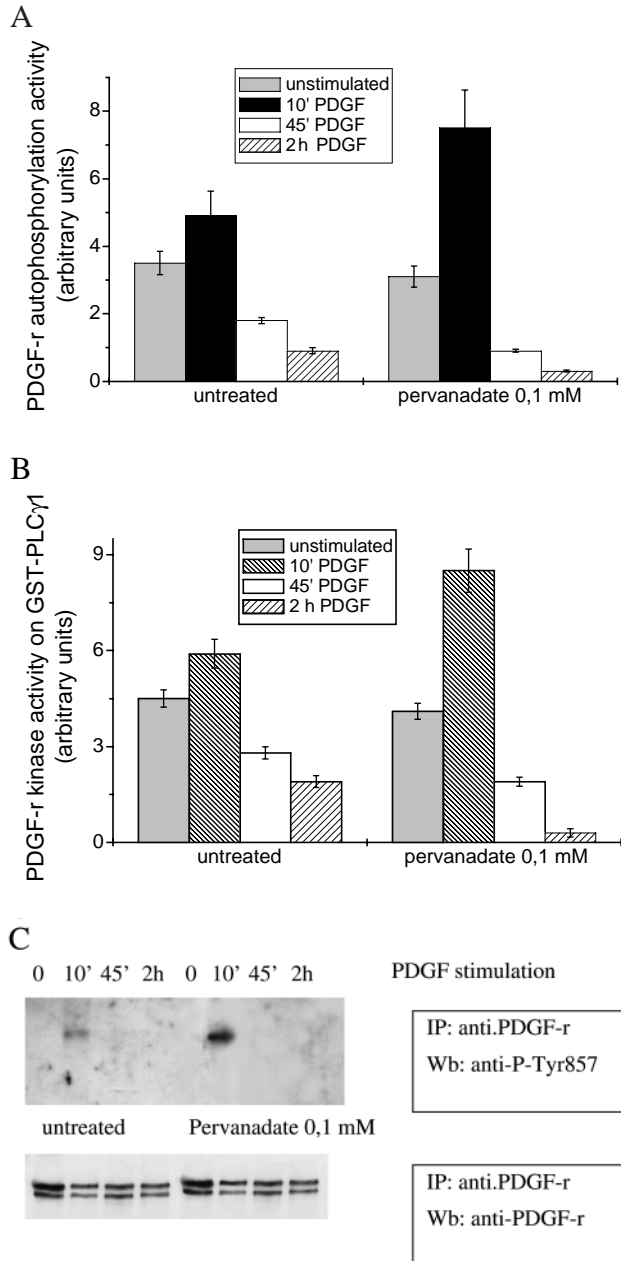 A
PDGF-r autophosphorylation activity
(arbitrary units)
8
6
4
2
0
unstimulated
10' PDGF
45' PDGF
2h PDGF
untreated
pervanadate 0,1 mM
B
PDGF-r kinase activity on GST-PLCγ1
(arbitrary units)
9
6
3
0
unstimulated
10' PDGF
45' PDGF
2 h PDGF
untreated
pervanadate 0,1 mM
C
0 10’ 45’ 2h 0 10’ 45’ 2h PDGF stimulation
IP: anti.PDGF-r
Wb: anti-P-Tyr857
untreated Pervanadate 0,1 mM
IP: anti.PDGF-r
Wb: anti-PDGF-r